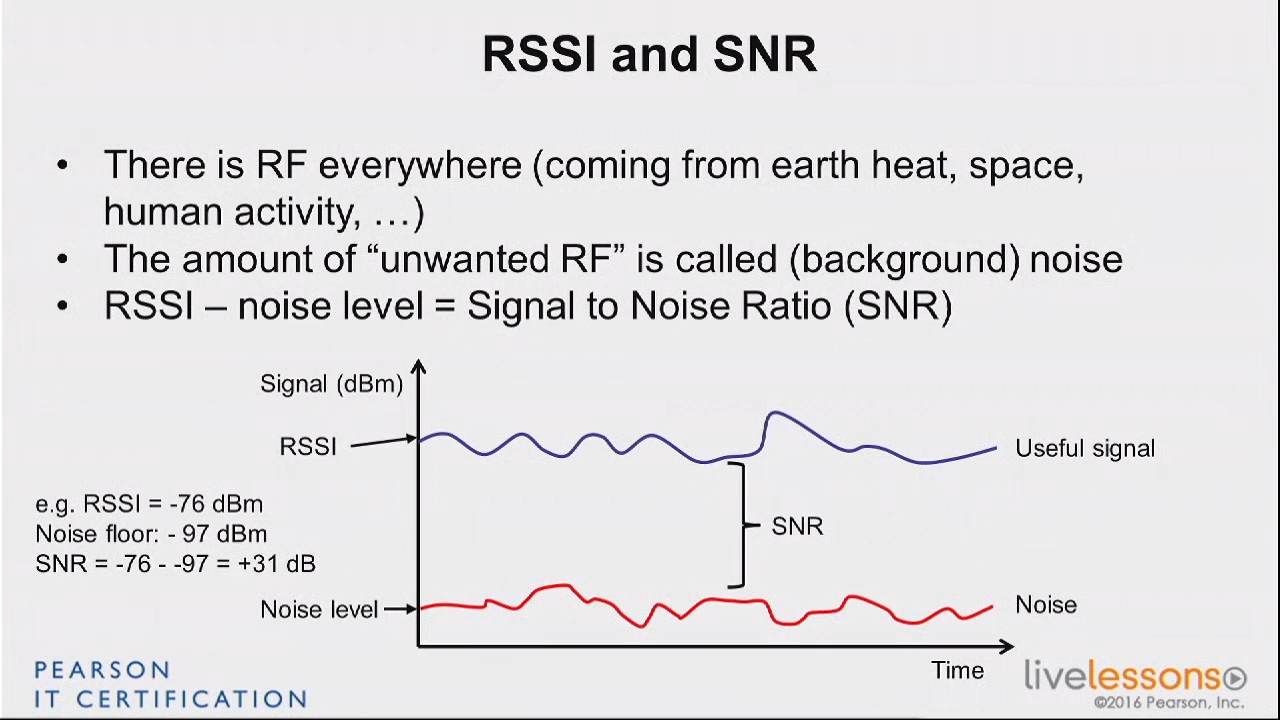 RSSI and SNR
• There is RF everywhere (coming from earth heat, space,
human activity, …)
• The amount of “unwanted RF” is called (background) noise
• RSSI – noise level = Signal to Noise Ratio (SNR)
Signal (dBm)
RSSI
Useful signal
e.g. RSSI = -76 dBm
Noise floor: - 97 dBm
SNR = -76 - -97 = +31 dB
SNR
Noise level
Noise
Time
PEARSON
IT CERTIFICATION
livelessons
©2016 Pearson, Inc.